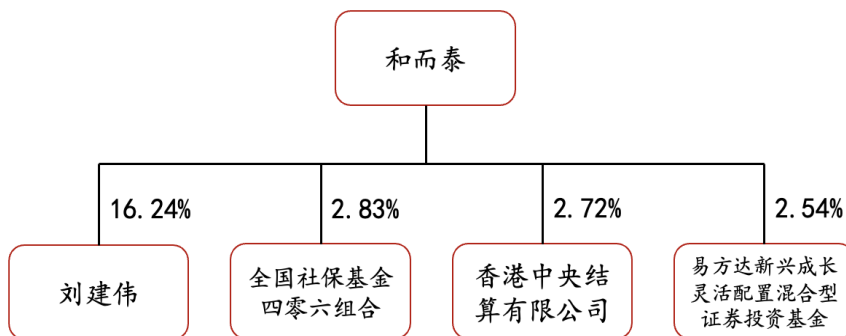 和而泰
16.24%
2.83%
2.72%
2.54%
刘建伟
全国社保基金
四零六组合
香港中央结
算有限公司
易方达新兴成长
灵活配置混合型
证券投资基金